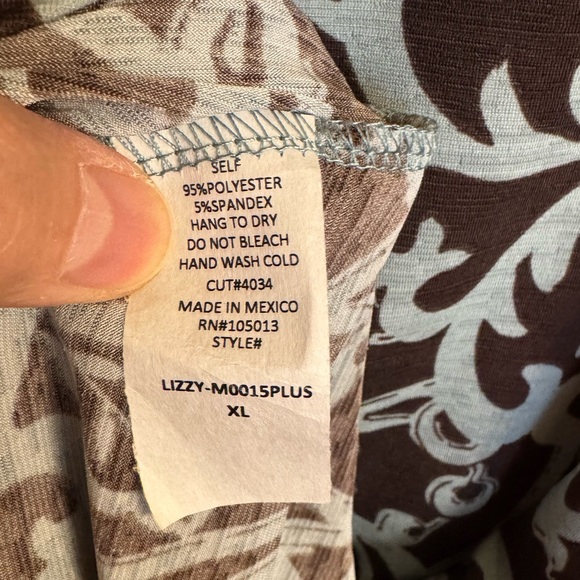 SELF
95%POLYESTER
5%SPANDEX
HANG TO DRY
DO NOT BLEACH
HAND WASH COLD
CUT#4034
MADE IN MEXICO
RN#105013
STYLE#
LIZZY-M0015PLUS
XL